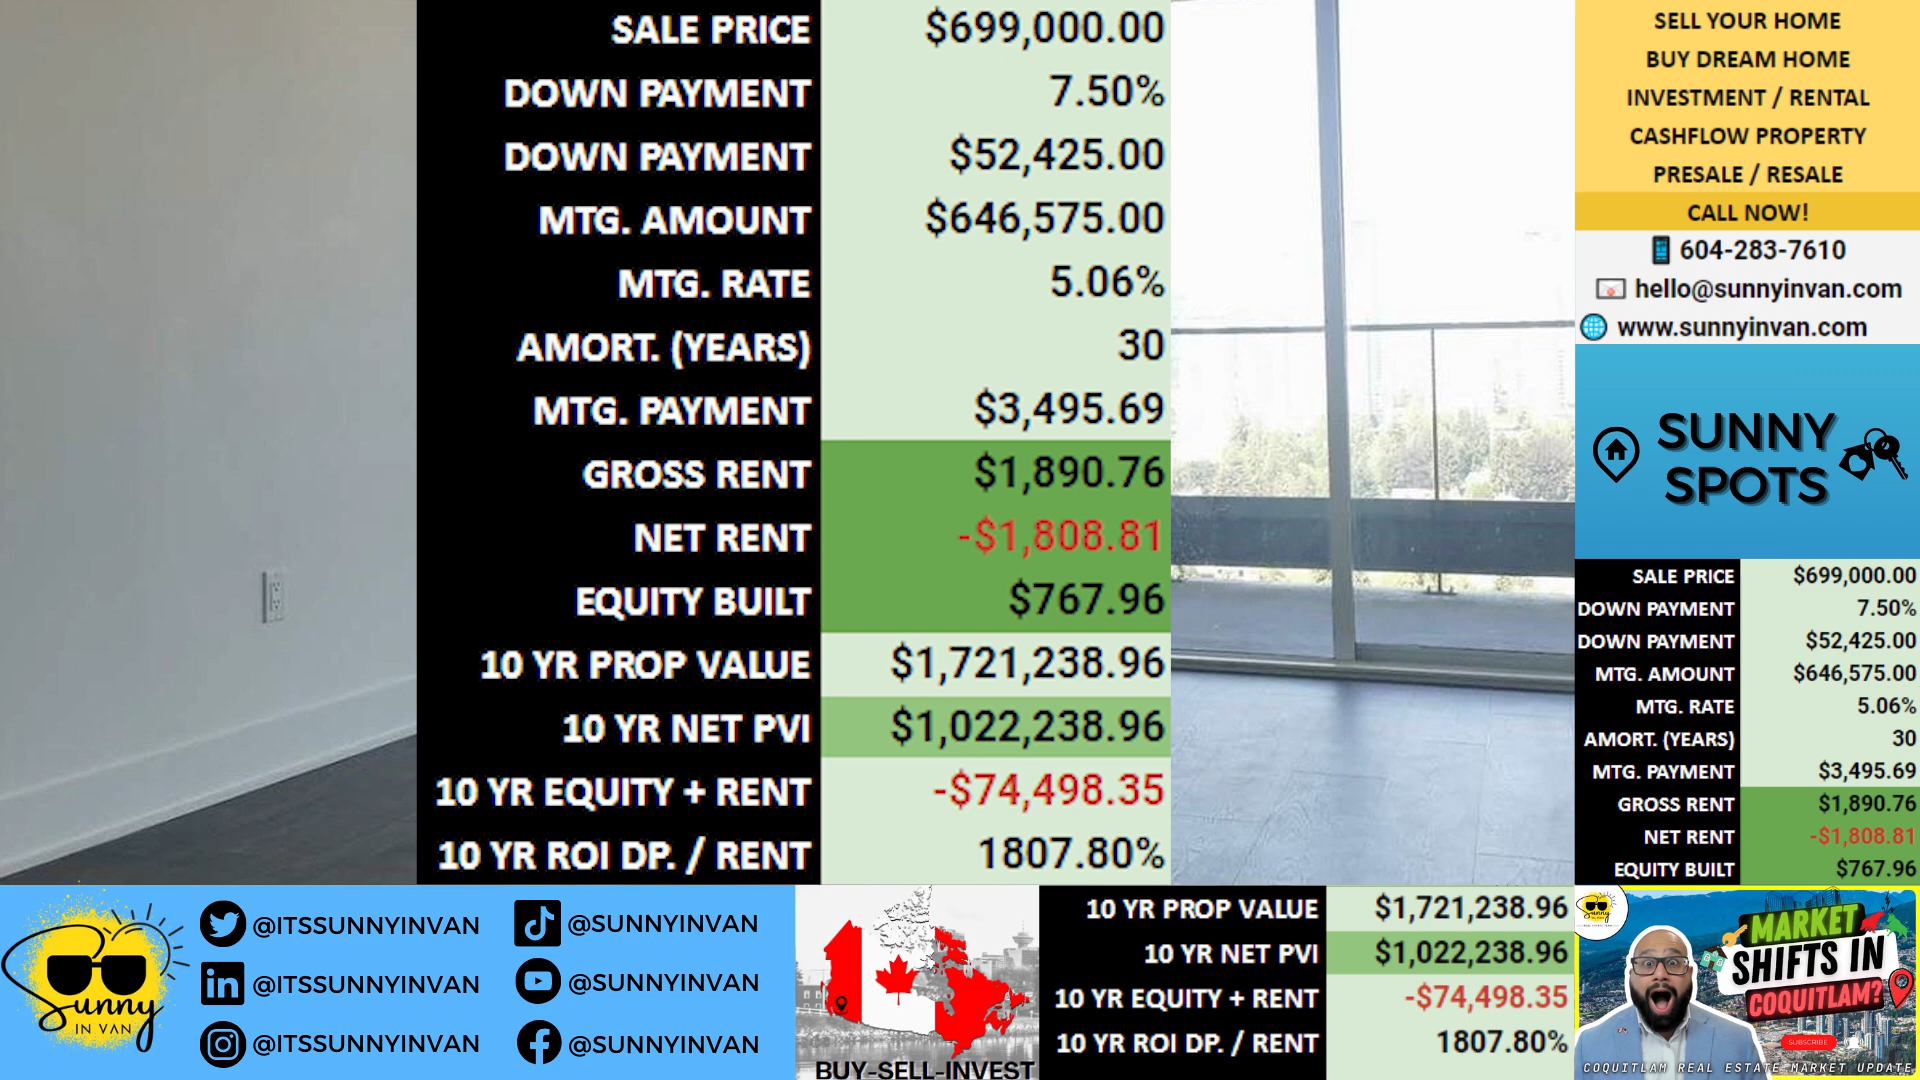 SALE PRICE $699,000.00
DOWN PAYMENT 7.50%
DOWN PAYMENT $52,425.00
MTG. AMOUNT $646,575.00
MTG. RATE 5.06%
AMORT. (YEARS) 30
MTG. PAYMENT $3,495.69
GROSS RENT $1,890.76
NET RENT -$1,808.81
EQUITY BUILT $767.96
10 YR PROP VALUE $1,721,238.96
10 YR NET PVI $1,022,238.96
10 YR EQUITY + RENT -$74,498.35
10 YR ROI DP. / RENT 1807.80%
SELL YOUR HOME
BUY DREAM HOME
INVESTMENT / RENTAL
CASHFLOW PROPERTY
PRESALE / RESALE
CALL NOW!
604-283-7610
hello@sunnyinvan.com
www.sunnyinvan.com
SUNNY
SPOTS
SALE PRICE $699,000.00
DOWN PAYMENT 7.50%
DOWN PAYMENT $52,425.00
MTG. AMOUNT $646,575.00
MTG. RATE 5.06%
AMORT. (YEARS) 30
MTG. PAYMENT $3,495.69
GROSS RENT $1,890.76
NET RENT -$1,808.81
EQUITY BUILT $767.96
Sunny
IN VAN
@ITSSUNNYINVAN
@SUNNYINVAN
@ITSSUNNYINVAN
@SUNNYINVAN
@ITSSUNNYINVAN
@SUNNYINVAN
BUY-SELL-INVEST
10 YR PROP VALUE $1,721,238.96
10 YR NET PVI $1,022,238.96
10 YR EQUITY + RENT -$74,498.35
10 YR ROI DP. / RENT 1807.80%
Sunny
MARKET
SHIFTS IN
COQUITLAM?
SUBSCRIBE
COQUITLAM REAL ESTATE MARKET UPDATE